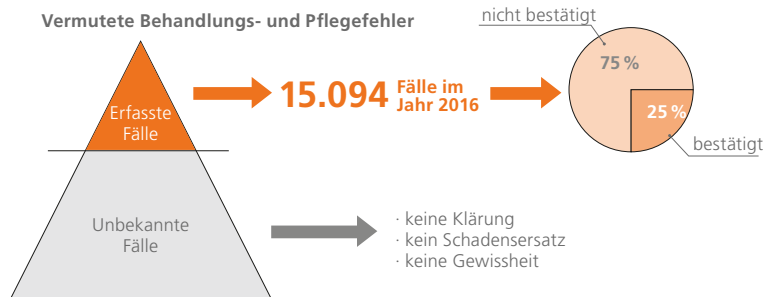 Vermutete Behandlungs- und Pflegefehler
nicht bestätigt
75 %
Erfasste
Fälle
15.094 Fälle im
Jahr 2016
25 %
bestätigt
Unbekannte
Fälle
· keine Klärung
· kein Schadensersatz
· keine Gewissheit